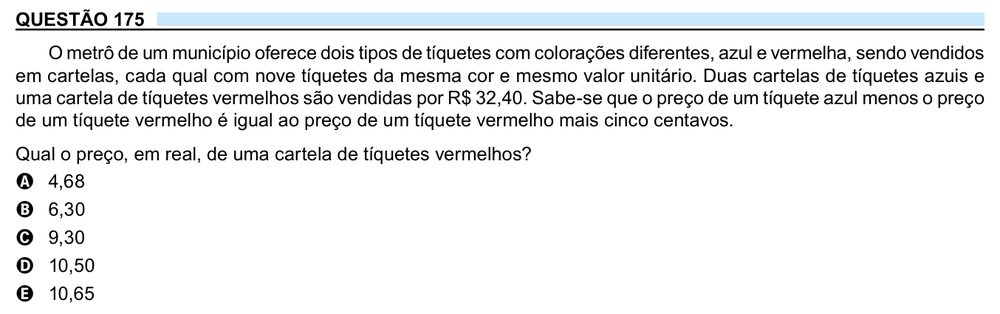 QUESTÃO 175
O metrô de um município oferece dois tipos de tíquetes com colorações diferentes, azul e vermelha, sendo vendidos
em cartelas, cada qual com nove tíquetes da mesma cor e mesmo valor unitário. Duas cartelas de tíquetes azuis e
uma cartela de tíquetes vermelhos são vendidas por R$ 32,40. Sabe-se que o preço de um tíquete azul menos o preço
de um tíquete vermelho é igual ao preço de um tíquete vermelho mais cinco centavos.
Qual o preço, em real, de uma cartela de tíquetes vermelhos?
A 4,68
B 6,30
C 9,30
D 10,50
E 10,65